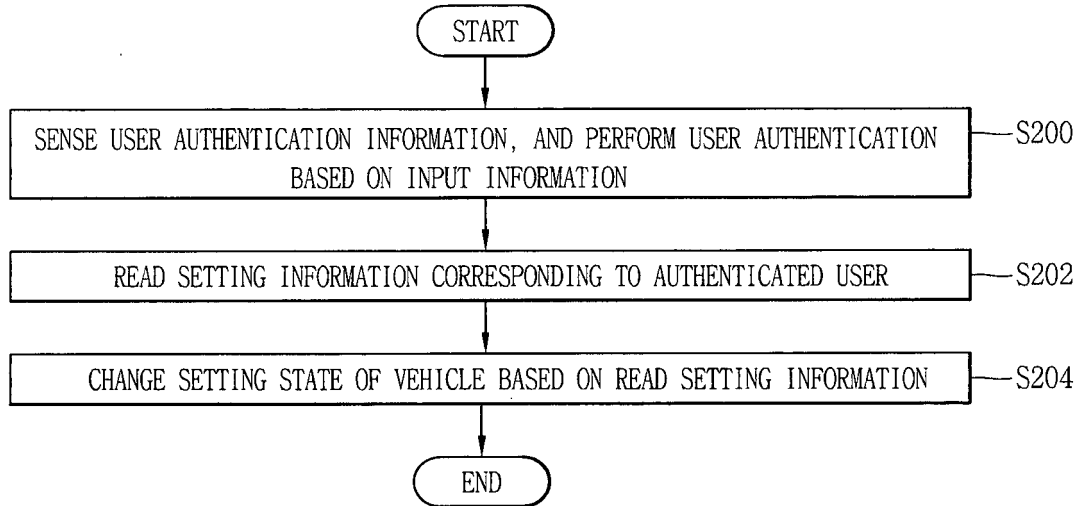 START
SENSE USER AUTHENTICATION INFORMATION, AND PERFORM USER AUTHENTICATION
BASED ON INPUT INFORMATION
S200
READ SETTING INFORMATION CORRESPONDING TO AUTHENTICATED USER
S202
CHANGE SETTING STATE OF VEHICLE BASED ON READ SETTING INFORMATION
S204
END